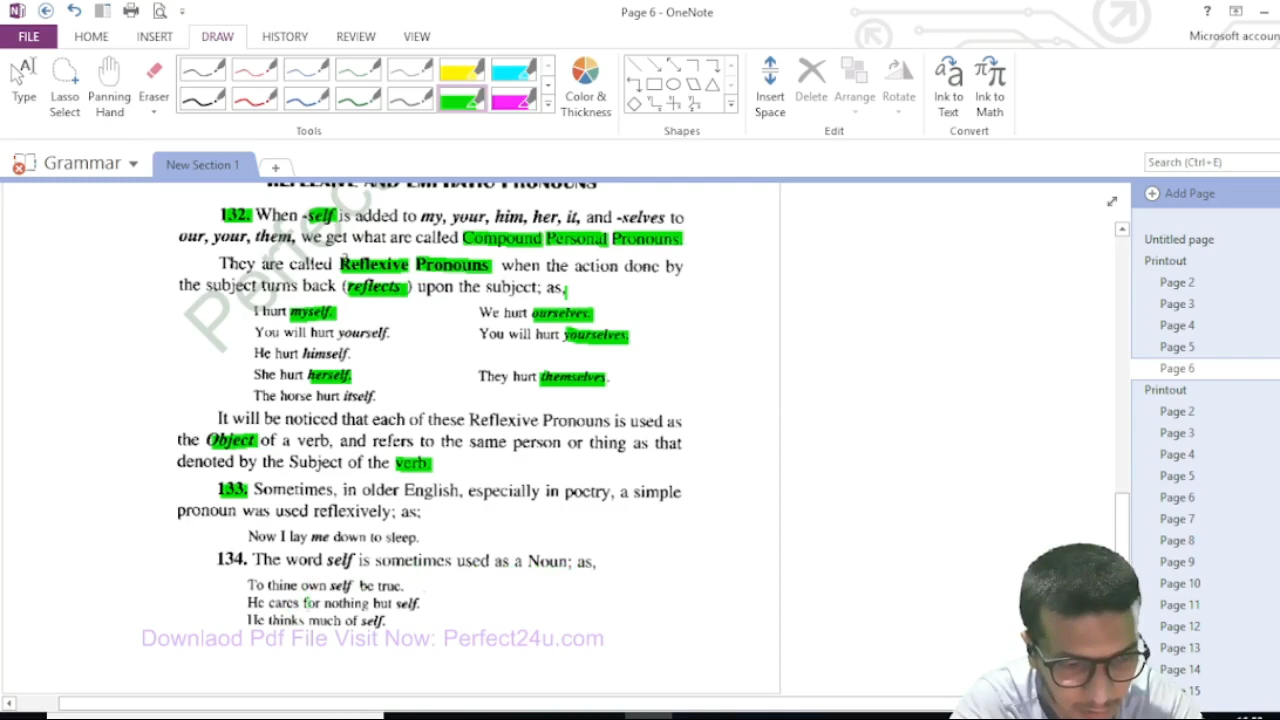 Page 6 - OneNote
?
FILE
HOME
INSERT
DRAW
HISTORY
REVIEW
VIEW
Microsoft accoun
Type
Lasso
Select
Panning
Hand
Eraser
Color &
Thickness
Insert
Space
Delete
Arrange
Rotate
Ink to
Text
Ink to
Math
Tools
Shapes
Edit
Convert
Grammar
New Section 1
Search (Ctrl+E)
REFLEXIVE AND EMPHATIC PRONOUNS
132. When -self is added to my, your, him, her, it, and -selves to
our, your, them, we get what are called Compound Personal Pronouns.
They are called Reflexive Pronouns when the action done by
the subject turns back (reflects) upon the subject; as,
I hurt myself.
We hurt ourselves.
You will hurt yourself.
You will hurt yourselves.
He hurt himself.
She hurt herself.
They hurt themselves.
The horse hurt itself.
It will be noticed that each of these Reflexive Pronouns is used as
the Object of a verb, and refers to the same person or thing as that
denoted by the Subject of the verb.
133. Sometimes, in older English, especially in poetry, a simple
pronoun was used reflexively; as;
Now I lay me down to sleep.
134. The word self is sometimes used as a Noun; as,
To thine own self be true.
He cares for nothing but self.
He thinks much of self.
Downlaod Pdf File Visit Now: Perfect24u.com
Perfec
Add Page
Untitled page
Printout
Page 2
Page 3
Page 4
Page 5
Page 6
Printout
Page 2
Page 3
Page 4
Page 5
Page 6
Page 7
Page 8
Page 9
Page 10
Page 11
Page 12
Page 13
Page 14
15